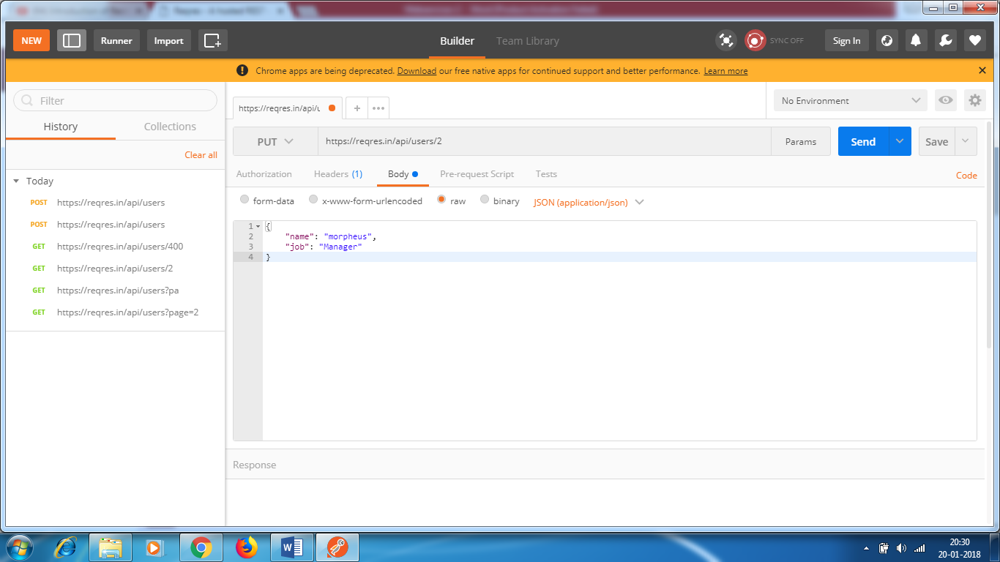 NEW
Runner
Import
Builder
Team Library
SYNC OFF
Sign In
Chrome apps are being deprecated. Download our free native apps for continued support and better performance. Learn more
Filter
History
Collections
Clear all
Today
POST https://reqres.in/api/users
POST https://reqres.in/api/users
GET https://reqres.in/api/users/400
GET https://reqres.in/api/users/2
GET https://reqres.in/api/users?pa
GET https://reqres.in/api/users?page=2
https://reqres.in/api/u
No Environment
PUT
https://reqres.in/api/users/2
Params
Send
Save
Authorization
Headers (1)
Body
Pre-request Script
Tests
Code
form-data
x-www-form-urlencoded
raw
binary
JSON (application/json)
1 {
2 "name": "morpheus",
3 "job": "Manager"
4 }
Response
20:30
20-01-2018